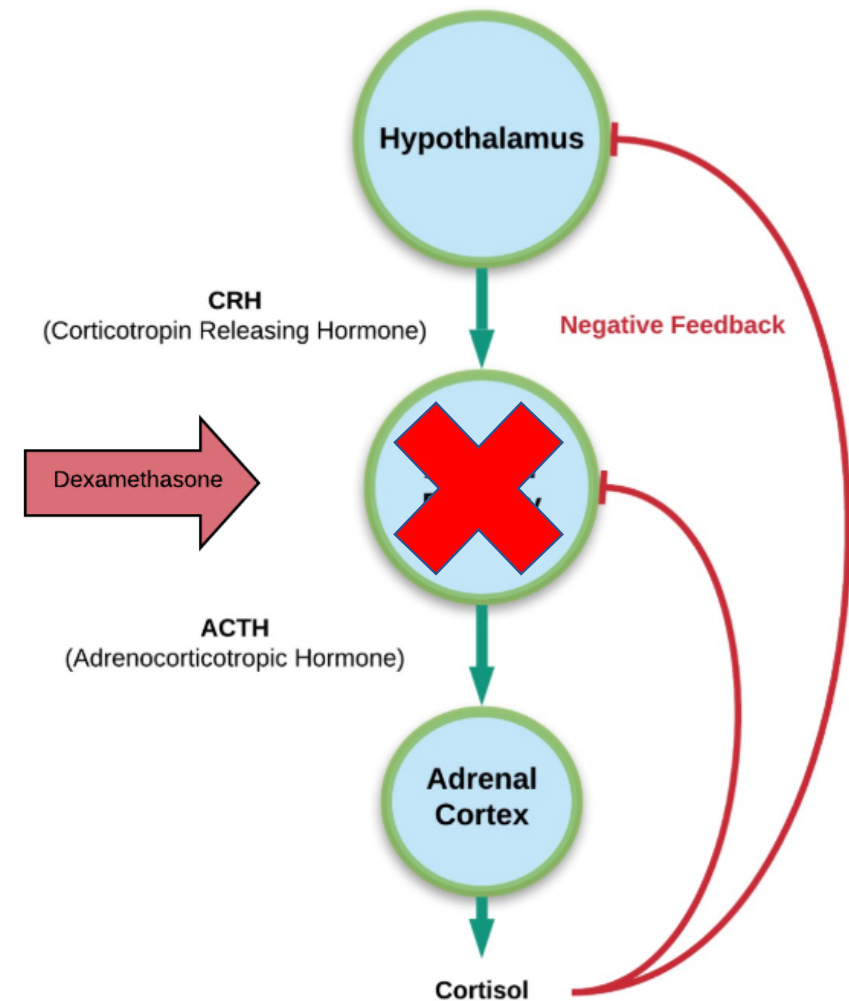 Hypothalamus
CRH
(Corticotropin Releasing Hormone)
Negative Feedback
Dexamethasone
ACTH
(Adrenocorticotropic Hormone)
Adrenal
Cortex
Cortisol